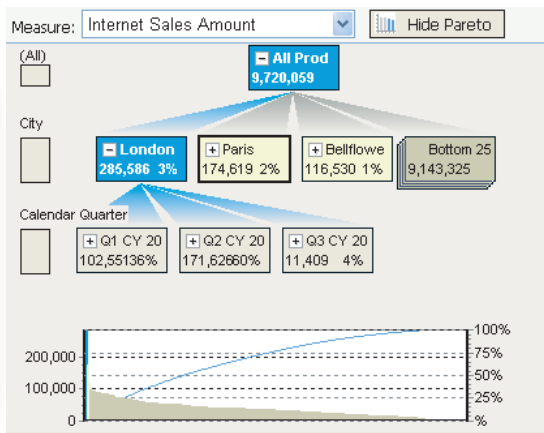 Measure: Internet Sales Amount Hide Pareto
(All)
All Prod
9,720,059
City
London
285,586 3%
Paris
174,619 2%
Bellflowe
116,530 1%
Bottom 25
9,143,325
Calendar Quarter
Q1 CY 20
102,55136%
Q2 CY 20
171,62660%
Q3 CY 20
11,409 4%
200,000
100,000
0
100%
75%
50%
25%
%